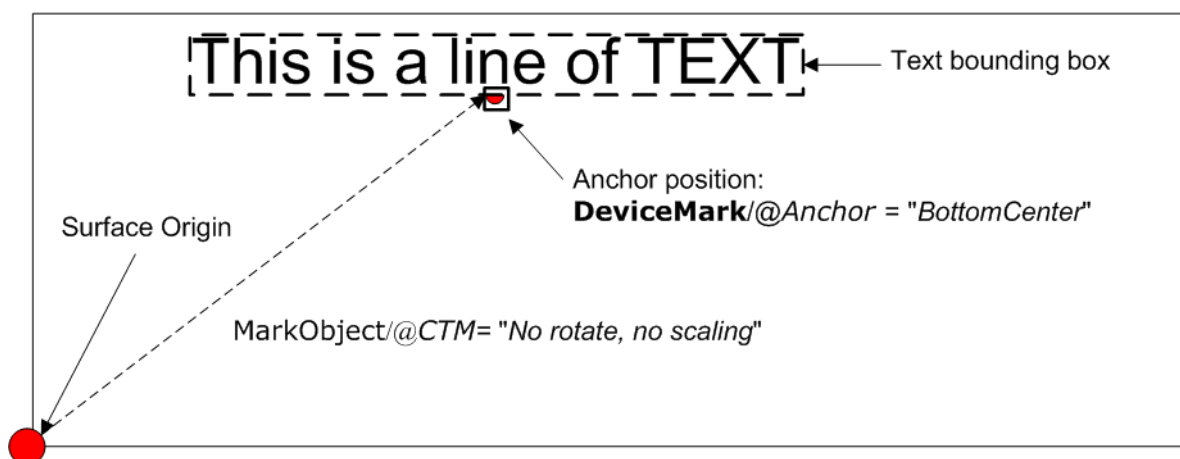 This is a line of TEXT
Text bounding box
Anchor position:
DeviceMark/@Anchor = "BottomCenter"
Surface Origin
MarkObject/@CTM= "No rotate, no scaling"